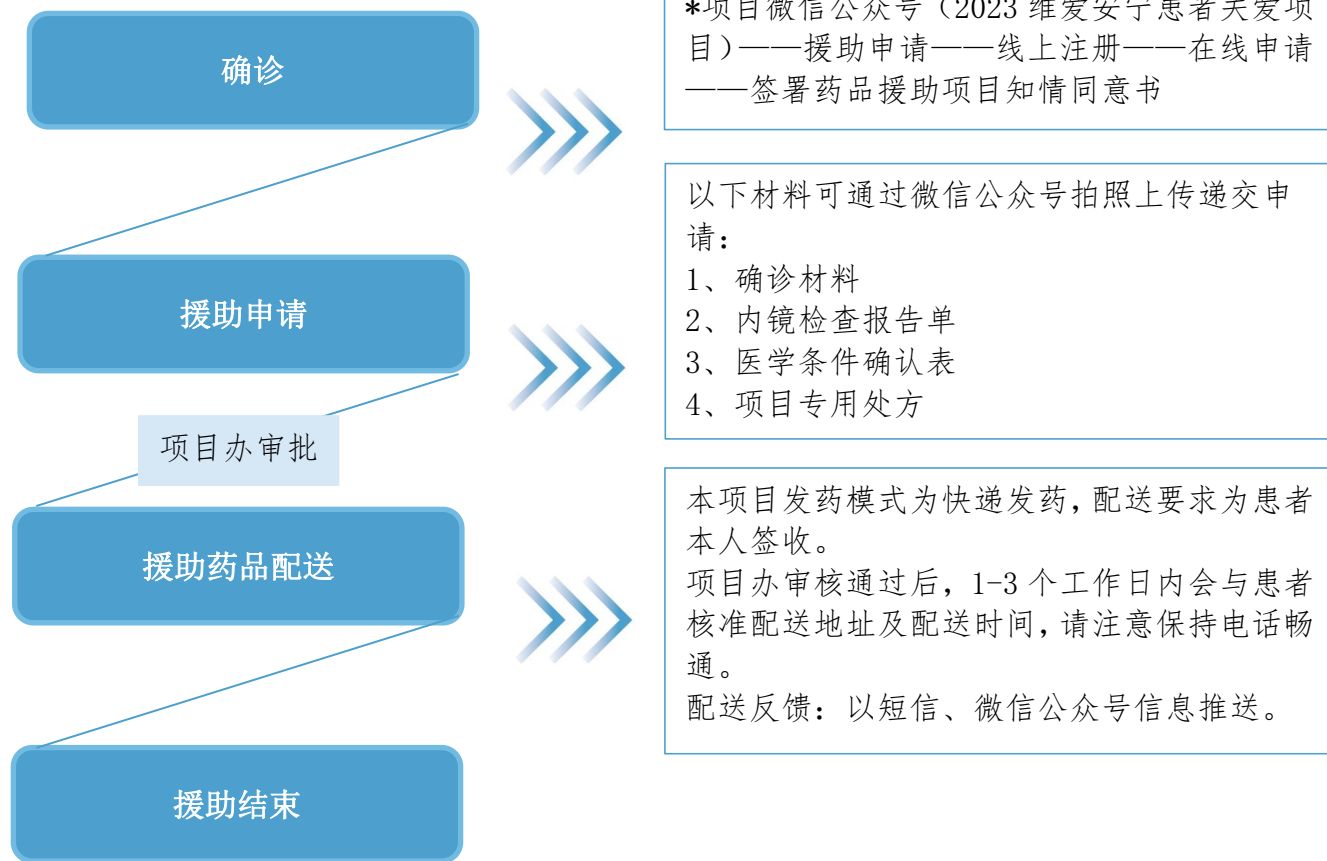 确诊
*项目微信公众号（2023 维爱安宁患者关爱项
目）——援助申请——线上注册——在线申请
——签署药品援助项目知情同意书
援助申请
以下材料可通过微信公众号拍照上传递交申
请：
1、确诊材料
2、内镜检查报告单
3、医学条件确认表
4、项目专用处方
项目办审批
援助药品配送
本项目发药模式为快递发药，配送要求为患者
本人签收。
项目办审核通过后，1-3 个工作日内会与患者
核准配送地址及配送时间，请注意保持电话畅
通。
配送反馈：以短信、微信公众号信息推送。
援助结束